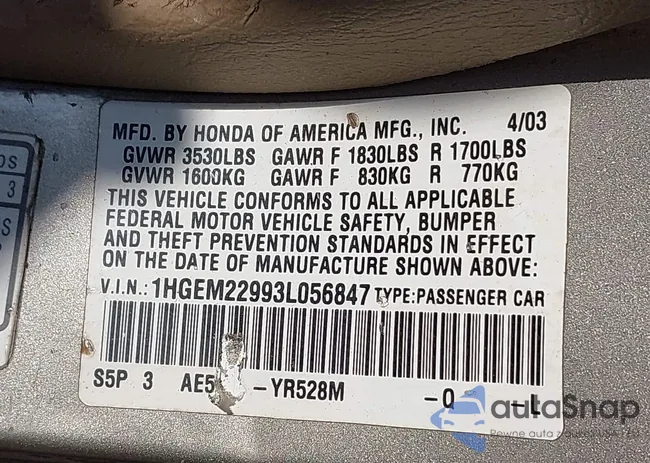 MFD. BY HONDA OF AMERICA MFG., INC. 4/03
GVWR 3530LBS GAWR F 1830LBS R 1700LBS
GVWR 1600KG GAWR F 830KG R 770KG
THIS VEHICLE CONFORMS TO ALL APPLICABLE
FEDERAL MOTOR VEHICLE SAFETY, BUMPER
AND THEFT PREVENTION STANDARDS IN EFFECT
ON THE DATE OF MANUFACTURE SHOWN ABOVE:
V.I.N.: 1HGEM22993L056847 TYPE: PASSENGER CAR
S5P 3 AE5 -YR528M -Q -L
autaSnap
3